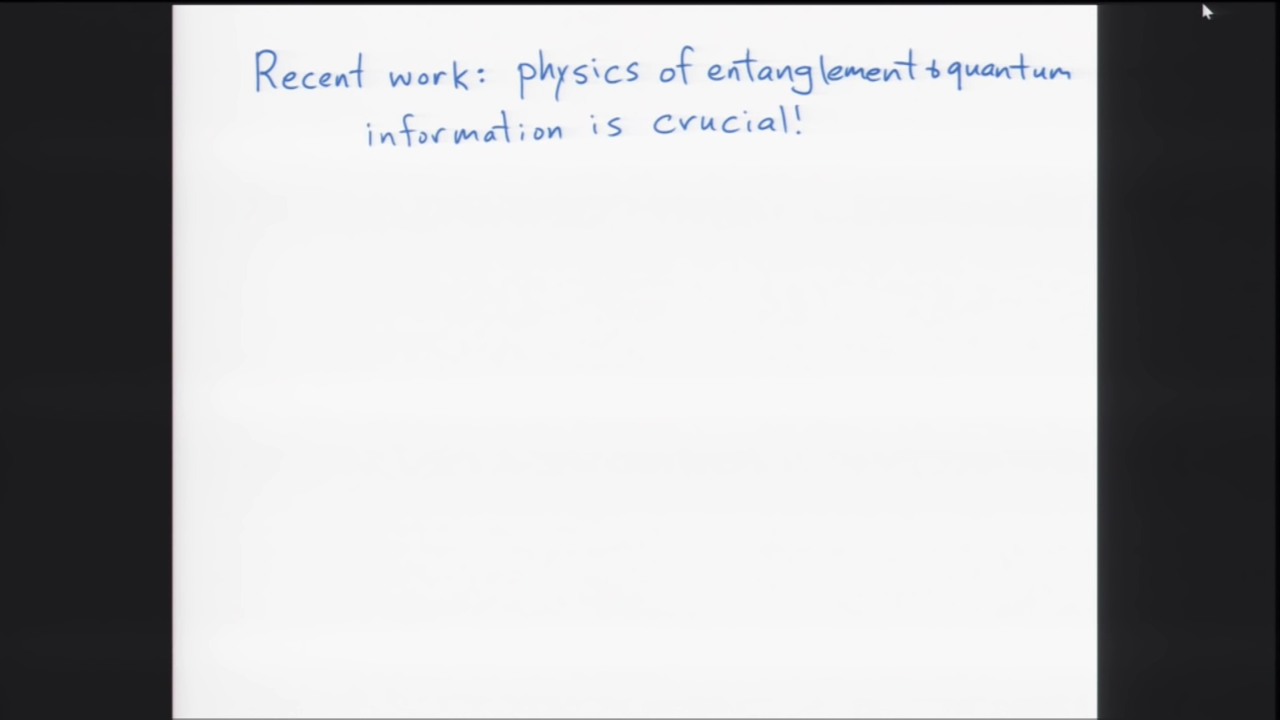 Recent work: physics of entanglement & quantum
information is crucial!